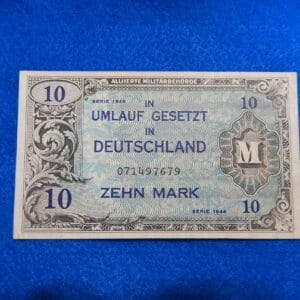 ALLIIERTE MILITÄRBEHÖRDE
10 SERIE 1944 IN 10
UMLAUF GESETZT
IN
DEUTSCHLAND
M
071497679
10 ZEHN MARK 10
SERIE 1944